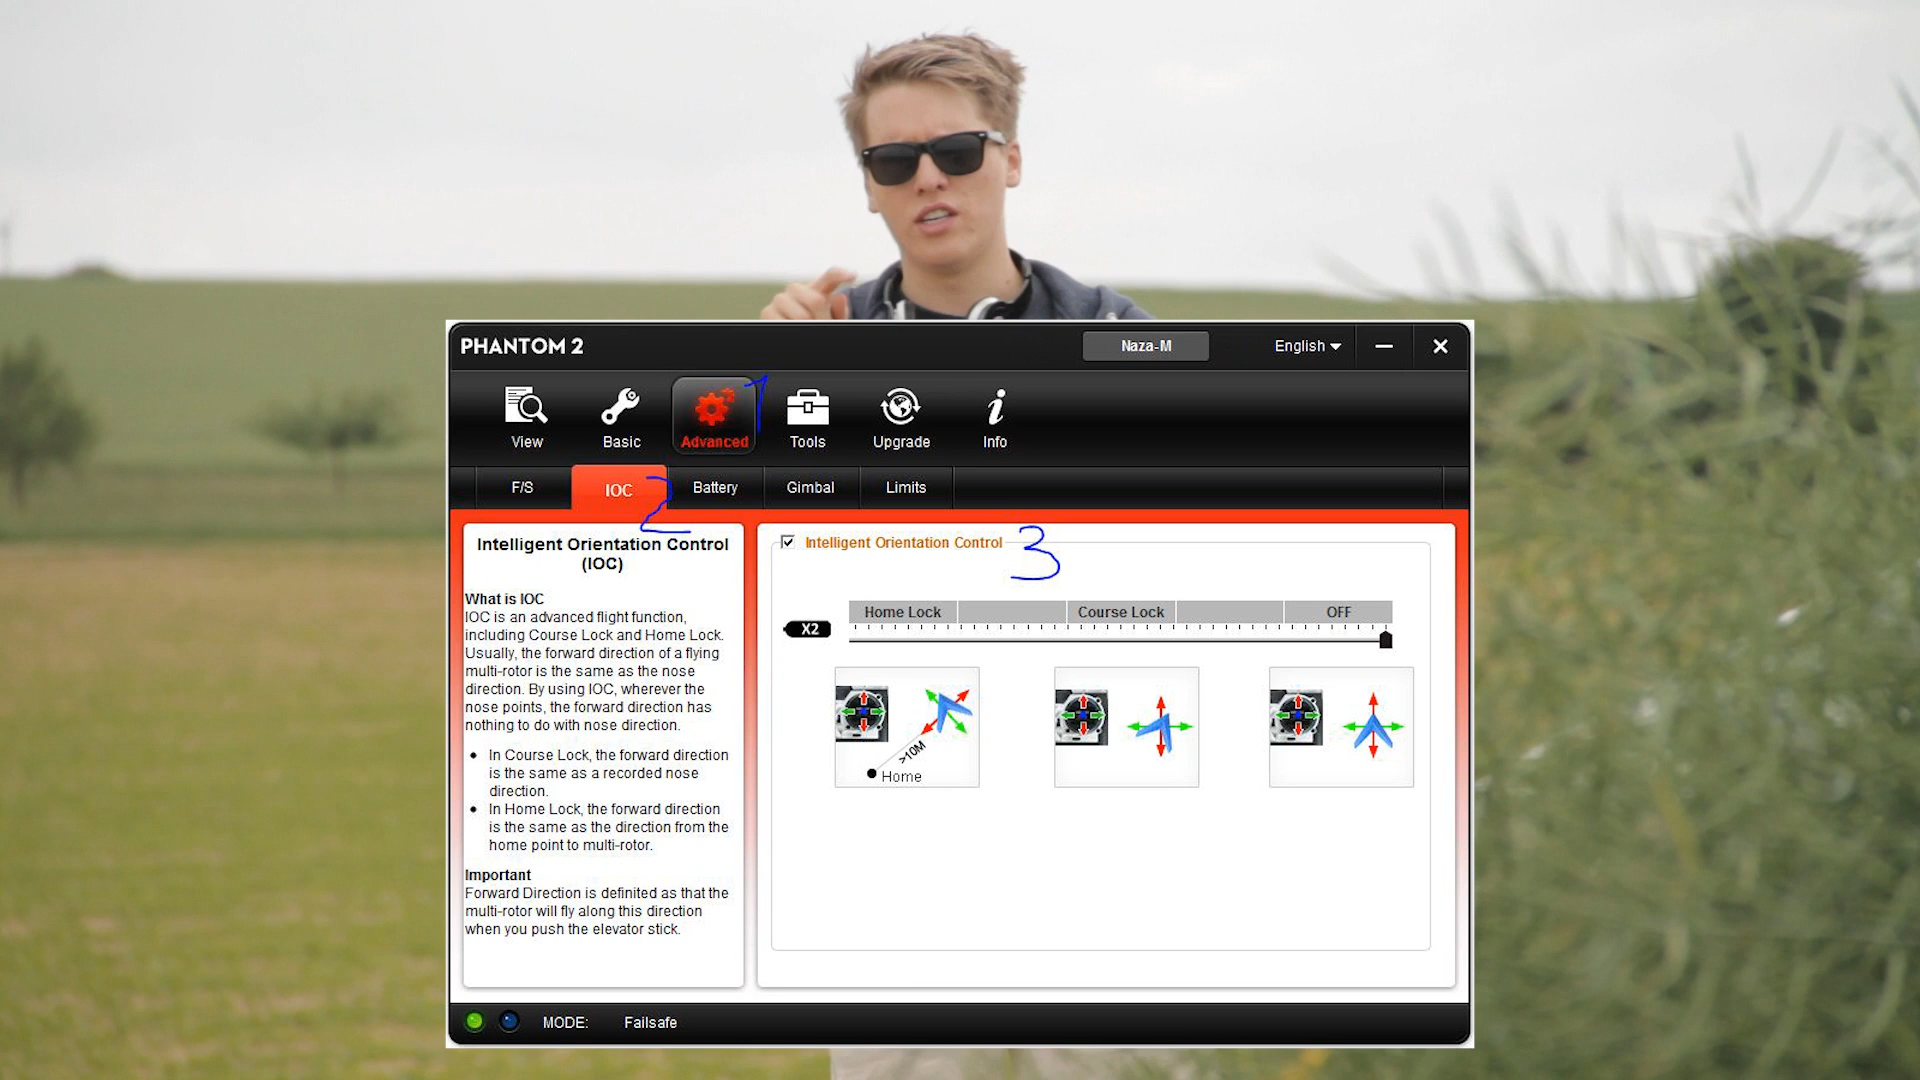 PHANTOM 2 Naza-M English
View Basic Advanced 1 Tools Upgrade Info
F/S IOC 2 Battery Gimbal Limits
Intelligent Orientation Control
(IOC)
What is IOC
IOC is an advanced flight function,
including Course Lock and Home Lock.
Usually, the forward direction of a flying
multi-rotor is the same as the nose
direction. By using IOC, wherever the
nose points, the forward direction has
nothing to do with nose direction.
• In Course Lock, the forward direction
is the same as a recorded nose
direction.
• In Home Lock, the forward direction
is the same as the direction from the
home point to multi-rotor.
Important
Forward Direction is definited as that the
multi-rotor will fly along this direction
when you push the elevator stick.
Intelligent Orientation Control 3
Home Lock Course Lock OFF
X2
>10M
Home
MODE: Failsafe